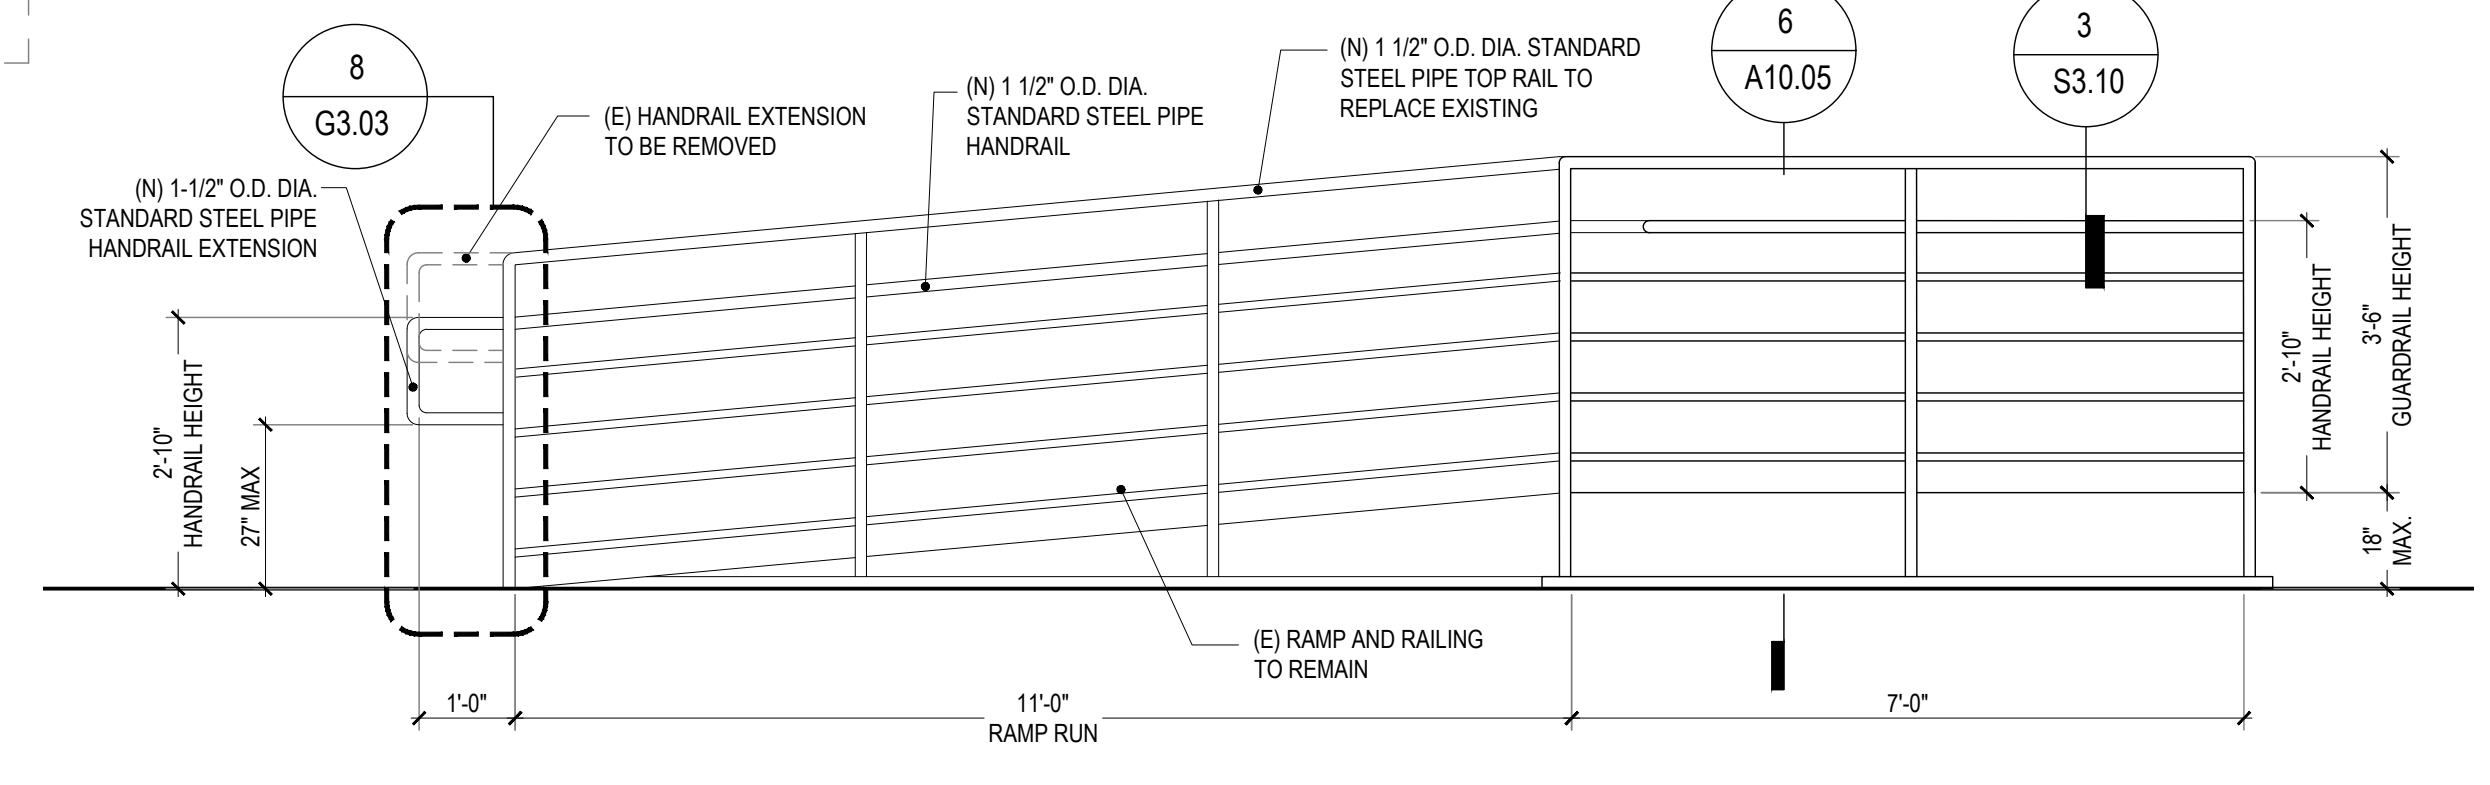 8
G3.03
(E) HANDRAIL EXTENSION
TO BE REMOVED
(N) 1 1/2" O.D. DIA.
STANDARD STEEL PIPE
HANDRAIL
(N) 1 1/2" O.D. DIA. STANDARD
STEEL PIPE TOP RAIL TO
REPLACE EXISTING
6
A10.05
3
S3.10
(N) 1-1/2" O.D. DIA.
STANDARD STEEL PIPE
HANDRAIL EXTENSION
2'-10"
HANDRAIL HEIGHT
27" MAX
2'-10"
HANDRAIL HEIGHT
3'-6"
GUARDRAIL HEIGHT
18"
MAX.
(E) RAMP AND RAILING
TO REMAIN
1'-0"
11'-0"
RAMP RUN
7'-0"